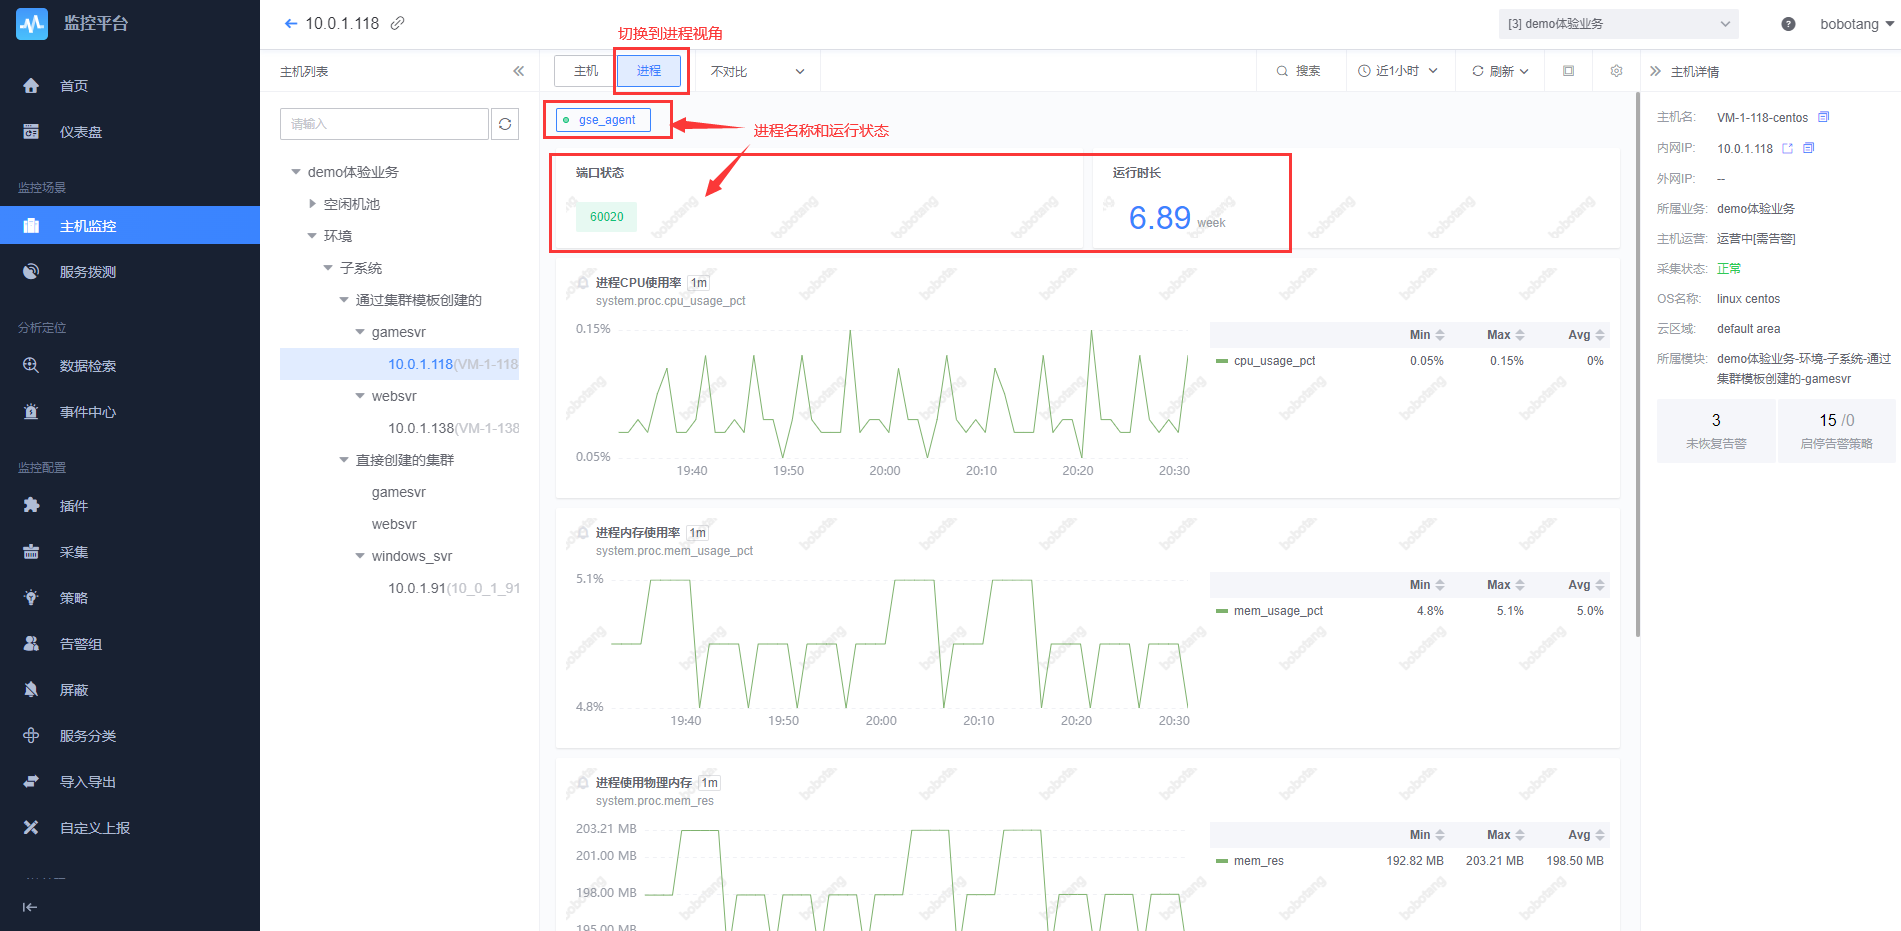 监控平台
首页
仪表盘
监控场景
主机监控
服务拨测
分析定位
数据检索
事件中心
监控配置
插件
采集
策略
告警组
屏蔽
服务分类
导入导出
自定义上报
10.0.1.118
[3] demo体验业务
bobotang
主机列表
请输入
demo体验业务
空闲机池
环境
子系统
通过集群模板创建的
gamesvr
10.0.1.118(VM-1-118
websvr
10.0.1.138(VM-1-138
直接创建的集群
gamesvr
websvr
windows_svr
10.0.1.91(10_0_1_91
切换到进程视角
主机
进程
不对比
搜索
近1小时
刷新
gse_agent
进程名称和运行状态
端口状态
60020
运行时长
6.89 week
进程CPU使用率 1m
system.proc.cpu_usage_pct
0.15%
0.05%
19:40 19:50 20:00 20:10 20:20 20:30
Min Max Avg
cpu_usage_pct 0.05% 0.15% 0%
进程内存使用率 1m
system.proc.mem_usage_pct
5.1%
4.8%
19:40 19:50 20:00 20:10 20:20 20:30
Min Max Avg
mem_usage_pct 4.8% 5.1% 5.0%
进程使用物理内存 1m
system.proc.mem_res
203.21 MB
201.00 MB
198.00 MB
195.00 MB
Min Max Avg
mem_res 192.82 MB 203.21 MB 198.50 MB
主机详情
主机名: VM-1-118-centos
内网IP: 10.0.1.118
外网IP: --
所属业务: demo体验业务
主机运营: 运营中[需告警]
采集状态: 正常
OS名称: linux centos
云区域: default area
所属模块: demo体验业务-环境-子系统-通过
集群模板创建的-gamesvr
3
未恢复告警
15 /0
启停告警策略